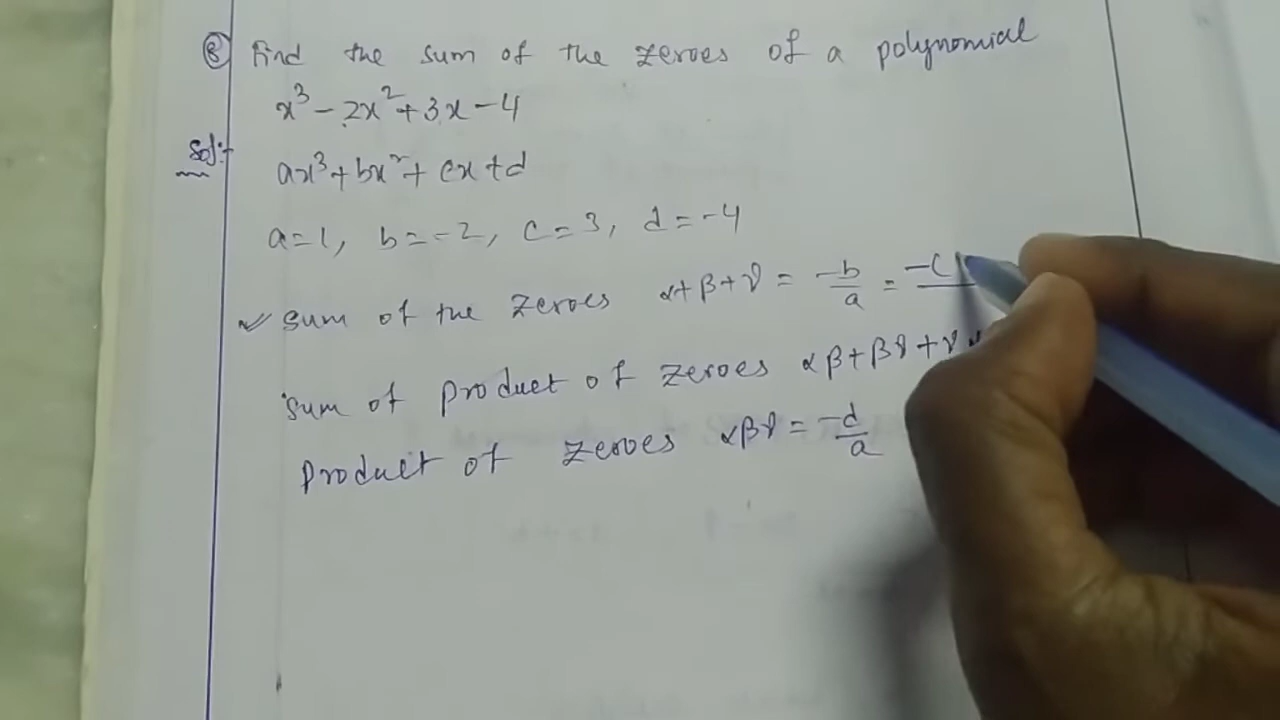 ⑧ Find the sum of the zeroes of a polynomial
x³ - 2x² + 3x - 4
Sol:-
ax³ + bx² + cx + d
a=1, b=-2, c=3, d=-4
✓ sum of the zeroes α+β+γ = -b/a = -(
sum of product of zeroes αβ+βγ+γ
product of zeroes αβγ = -d/a